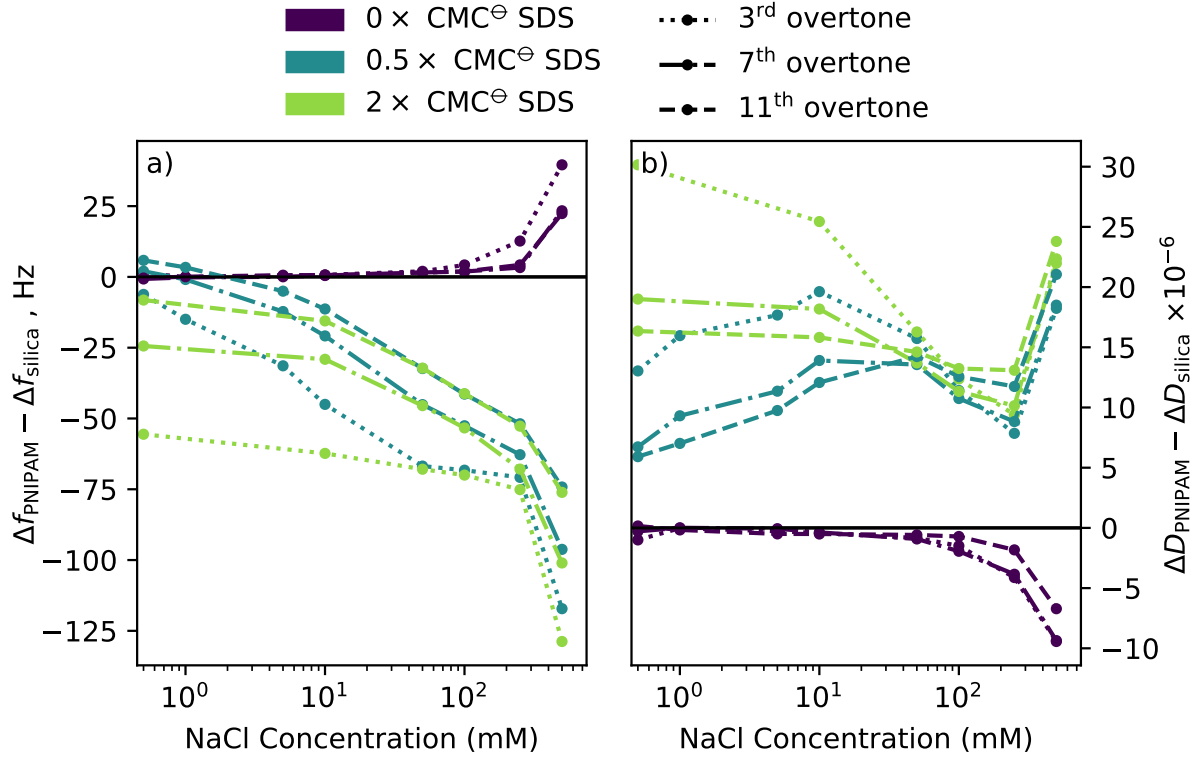 0 × CMC⊖ SDS
0.5 × CMC⊖ SDS
2 × CMC⊖ SDS
3rd overtone
7th overtone
11th overtone
a)
25
0
−25
−50
−75
−100
−125
ΔfPNIPAM − Δfsilica , Hz
10⁰
10¹
10²
NaCl Concentration (mM)
b)
30
25
20
15
10
5
0
−5
−10
ΔDPNIPAM − ΔDsilica ×10⁻⁶
10⁰
10¹
10²
NaCl Concentration (mM)